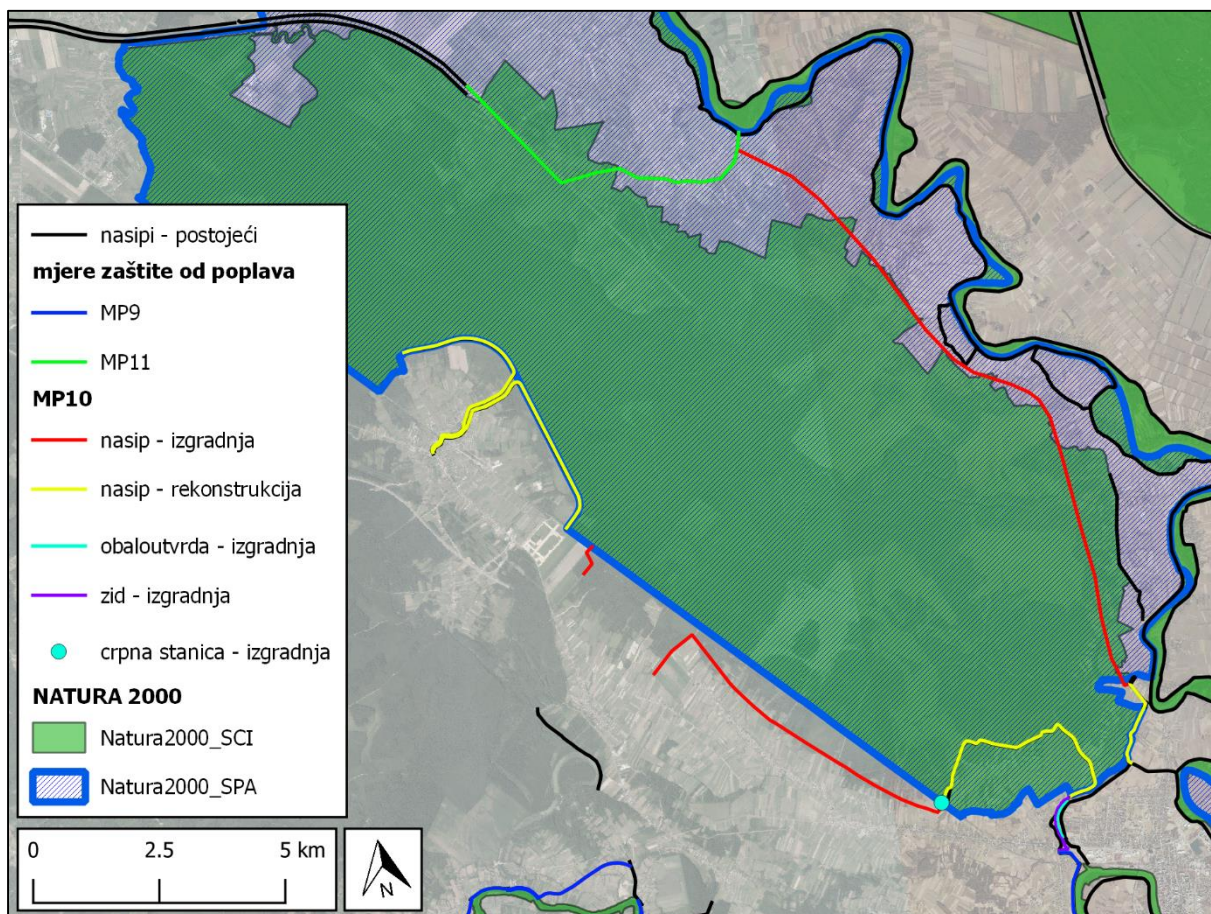 nasipi - postojeći
mjere zaštite od poplava
MP9
MP11
MP10
nasip - izgradnja
nasip - rekonstrukcija
obaloutvrda - izgradnja
zid - izgradnja
crpna stanica - izgradnja
NATURA 2000
Natura2000_SCI
Natura2000_SPA
0 2.5 5 km
N